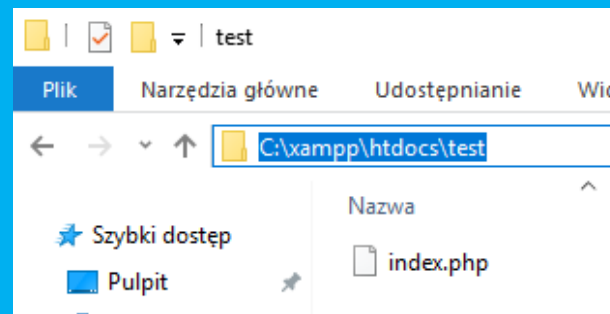 test
Plik Narzędzia główne Udostępnianie
C:\xampp\htdocs\test
Nazwa
Szybki dostęp
index.php
Pulpit